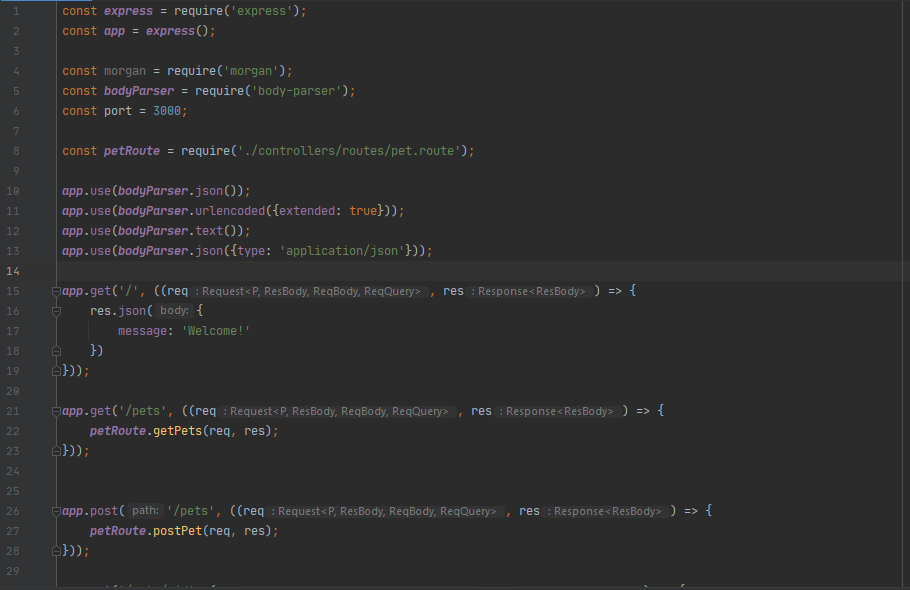 1 const express = require('express');
2 const app = express();
3
4 const morgan = require('morgan');
5 const bodyParser = require('body-parser');
6 const port = 3000;
7
8 const petRoute = require('./controllers/routes/pet.route');
9
10 app.use(bodyParser.json());
11 app.use(bodyParser.urlencoded({extended: true}));
12 app.use(bodyParser.text());
13 app.use(bodyParser.json({type: 'application/json'}));
14
15 app.get('/', ((req : Request<P, ResBody, ReqBody, ReqQuery> , res : Response<ResBody> ) => {
16 res.json( body: {
17 message: 'Welcome!'
18 })
19 }));
20
21 app.get('/pets', ((req : Request<P, ResBody, ReqBody, ReqQuery> , res : Response<ResBody> ) => {
22 petRoute.getPets(req, res);
23 }));
24
25
26 app.post( path: '/pets', ((req : Request<P, ResBody, ReqBody, ReqQuery> , res : Response<ResBody> ) => {
27 petRoute.postPet(req, res);
28 }));
29